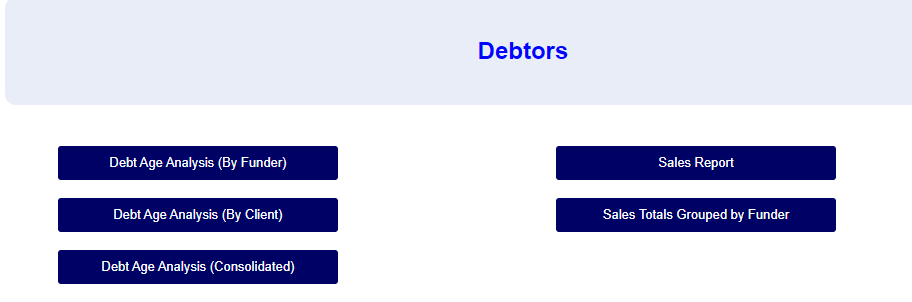 Debtors
Debt Age Analysis (By Funder)
Sales Report
Debt Age Analysis (By Client)
Sales Totals Grouped by Funder
Debt Age Analysis (Consolidated)